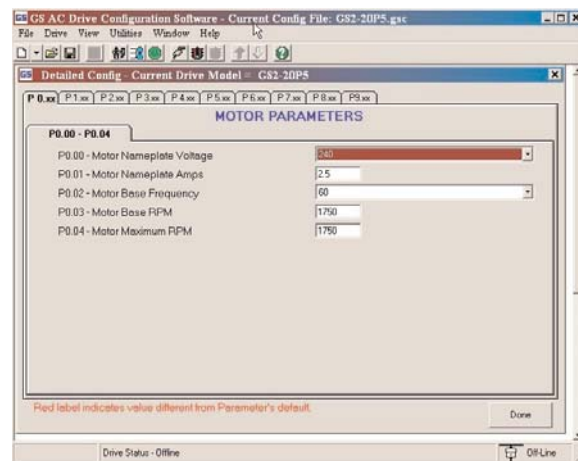 GS AC Drive Configuration Software - Current Config File: GS2-20P5.gsc
File Drive View Utilities Window Help
Detailed Config - Current Drive Model = GS2-20P5
P 0.xx P1.xx P2.xx P3.xx P4.xx P5.xx P6.xx P7.xx P8.xx P9.xx
MOTOR PARAMETERS
P0.00 - P0.04
P0.00 - Motor Nameplate Voltage 240
P0.01 - Motor Nameplate Amps 2.5
P0.02 - Motor Base Frequency 60
P0.03 - Motor Base RPM 1750
P0.04 - Motor Maximum RPM 1750
Red label indicates value different from Parameter's default.
Done
Drive Status - Offline Off-Line